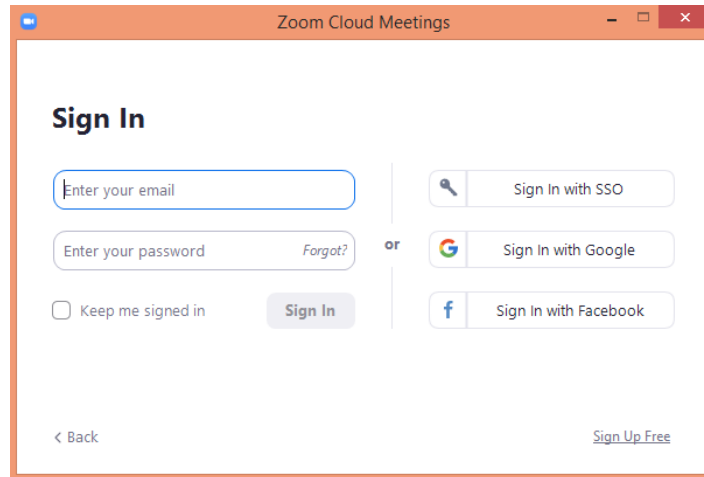 Zoom Cloud Meetings
Sign In
Enter your email
Enter your password Forgot?
Keep me signed in Sign In
or
Sign In with SSO
Sign In with Google
Sign In with Facebook
Back
Sign Up Free